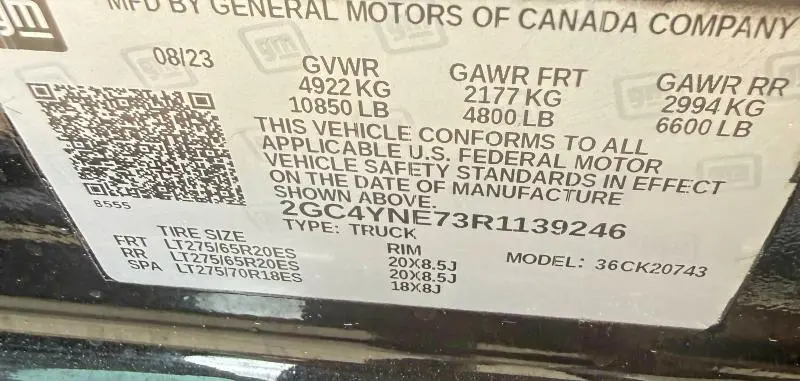 gm
MFD BY GENERAL MOTORS OF CANADA COMPANY
08/23
GVWR
4922 KG
10850 LB
GAWR FRT
2177 KG
4800 LB
GAWR RR
2994 KG
6600 LB
THIS VEHICLE CONFORMS TO ALL
APPLICABLE U.S. FEDERAL MOTOR
VEHICLE SAFETY STANDARDS IN EFFECT
ON THE DATE OF MANUFACTURE
SHOWN ABOVE.
8555
2GC4YNE73R1139246
TYPE: TRUCK
MODEL: 36CK20743
TIRE SIZE RIM
FRT LT275/65R20ES 20X8.5J
RR LT275/65R20ES 20X8.5J
SPA LT275/70R18ES 18X8J